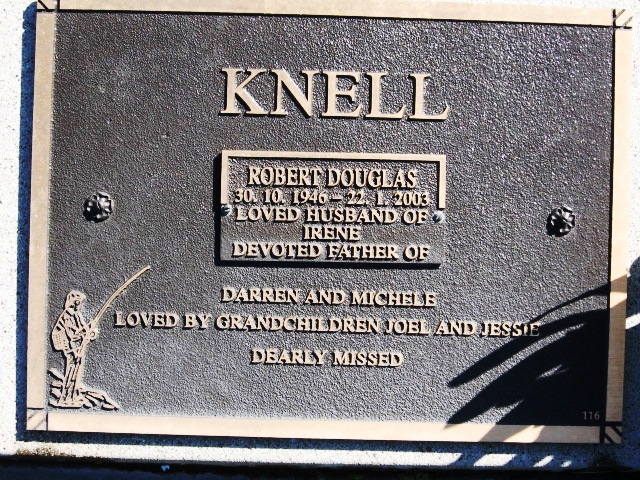 KNELL
ROBERT DOUGLAS
30. 10. 1946 - 22. 1. 2003
LOVED HUSBAND OF
IRENE
DEVOTED FATHER OF
DARREN AND MICHELE
LOVED BY GRANDCHILDREN JOEL AND JESSIE
DEARLY MISSED
116